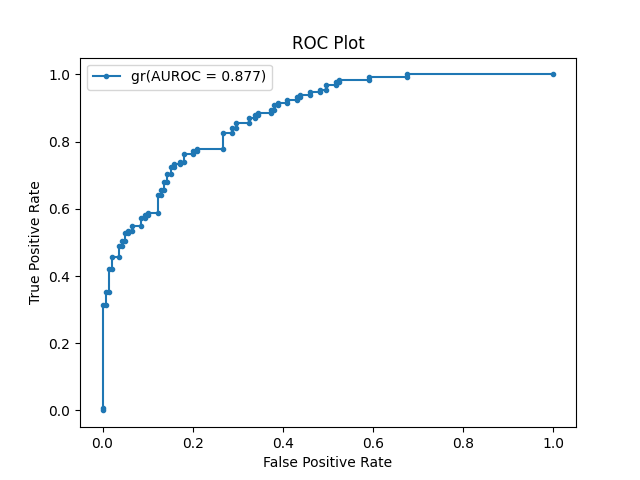 ROC Plot
gr(AUROC = 0.877)
1.0
0.8
0.6
0.4
0.2
0.0
True Positive Rate
0.0 0.2 0.4 0.6 0.8 1.0
False Positive Rate